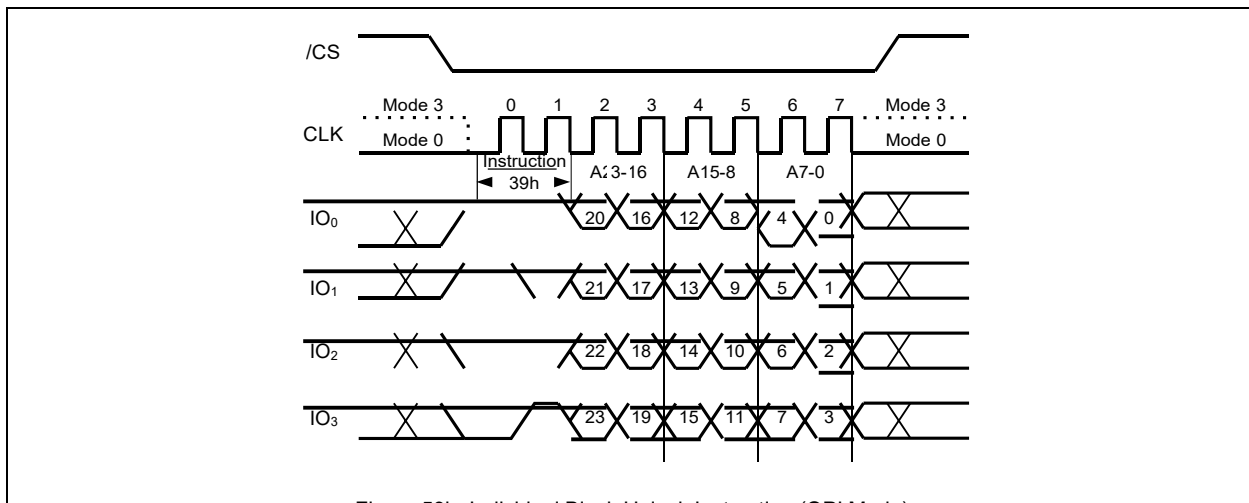 /CS
Mode 3 0 1 2 3 4 5 6 7 Mode 3
CLK
Mode 0 Mode 0
Instruction A23-16 A15-8 A7-0
39h
IO0 20 16 12 8 4 0
IO1 21 17 13 9 5 1
IO2 22 18 14 10 6 2
IO3 23 19 15 11 7 3